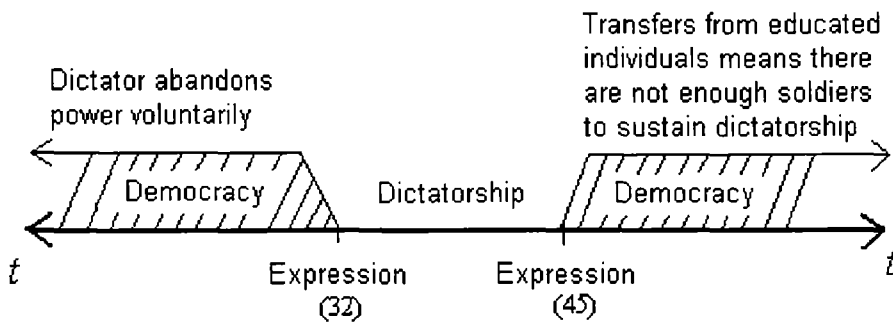 Transfers from educated
individuals means there
are not enough soldiers
to sustain dictatorship
Dictator abandons
power voluntarily
Democracy
Dictatorship
Democracy
t
Expression
(32)
Expression
(45)
t